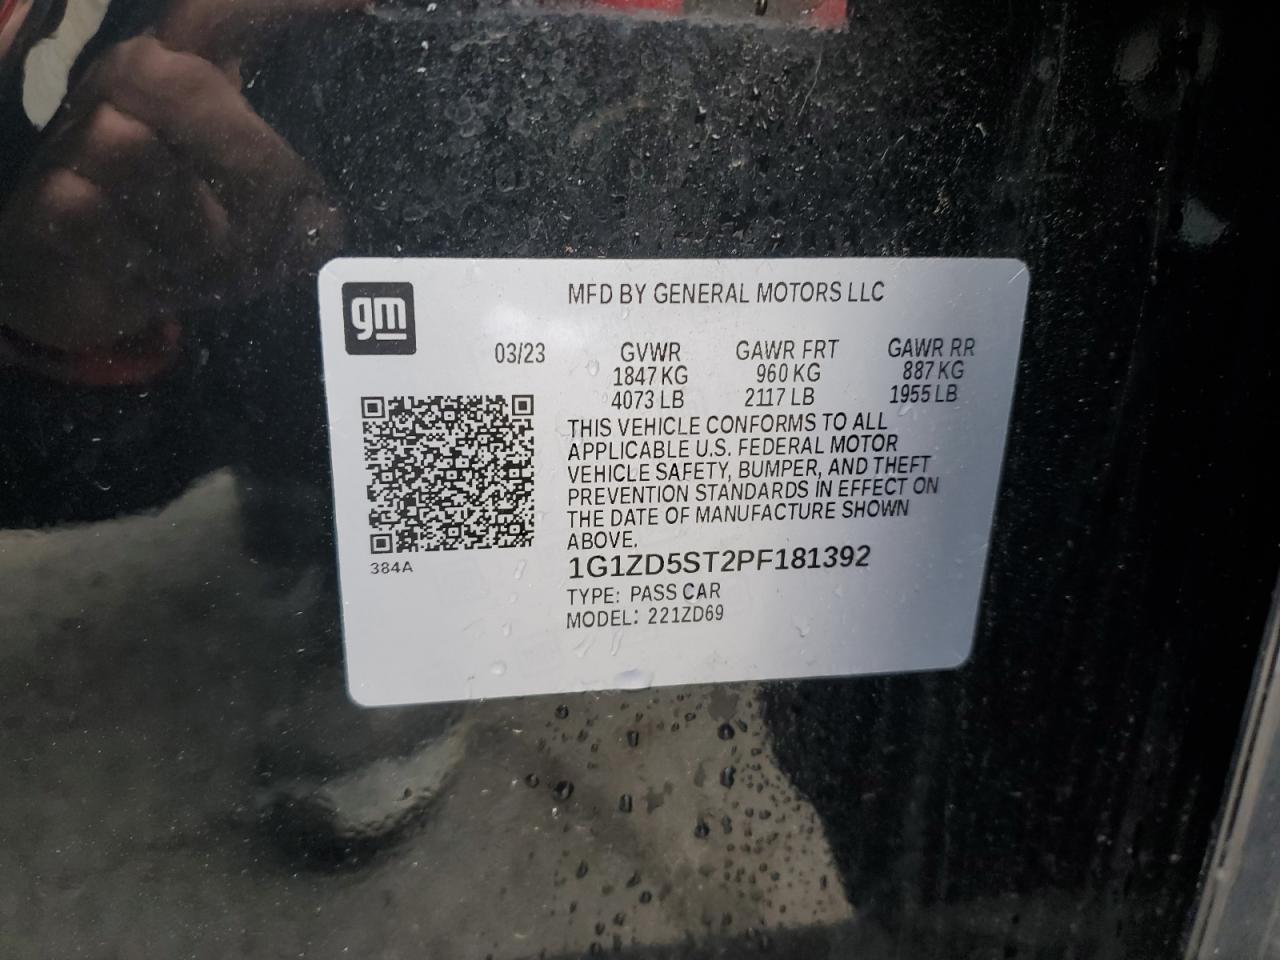 gm
MFD BY GENERAL MOTORS LLC
03/23 GVWR GAWR FRT GAWR RR
1847 KG 960 KG 887 KG
4073 LB 2117 LB 1955 LB
THIS VEHICLE CONFORMS TO ALL
APPLICABLE U.S. FEDERAL MOTOR
VEHICLE SAFETY, BUMPER, AND THEFT
PREVENTION STANDARDS IN EFFECT ON
THE DATE OF MANUFACTURE SHOWN
ABOVE.
384A
1G1ZD5ST2PF181392
TYPE: PASS CAR
MODEL: 221ZD69